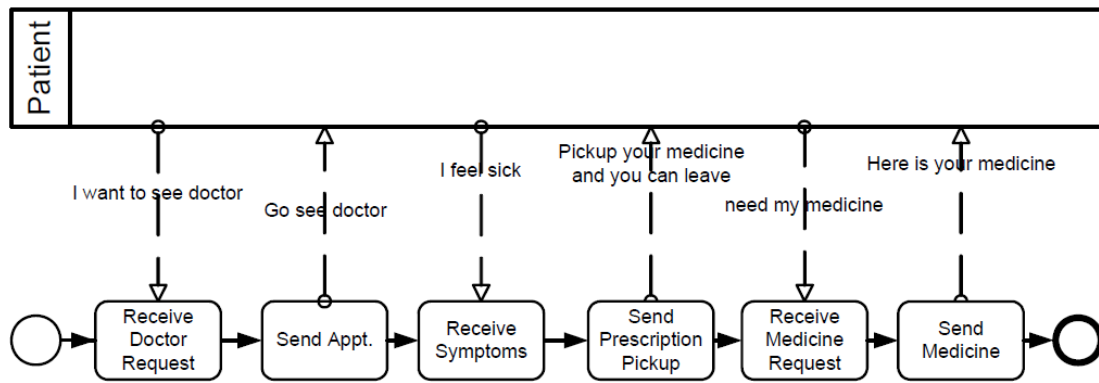 Patient
I want to see doctor
Go see doctor
I feel sick
Pickup your medicine
and you can leave
need my medicine
Here is your medicine
Receive
Doctor
Request
Send Appt.
Receive
Symptoms
Send
Prescription
Pickup
Receive
Medicine
Request
Send
Medicine